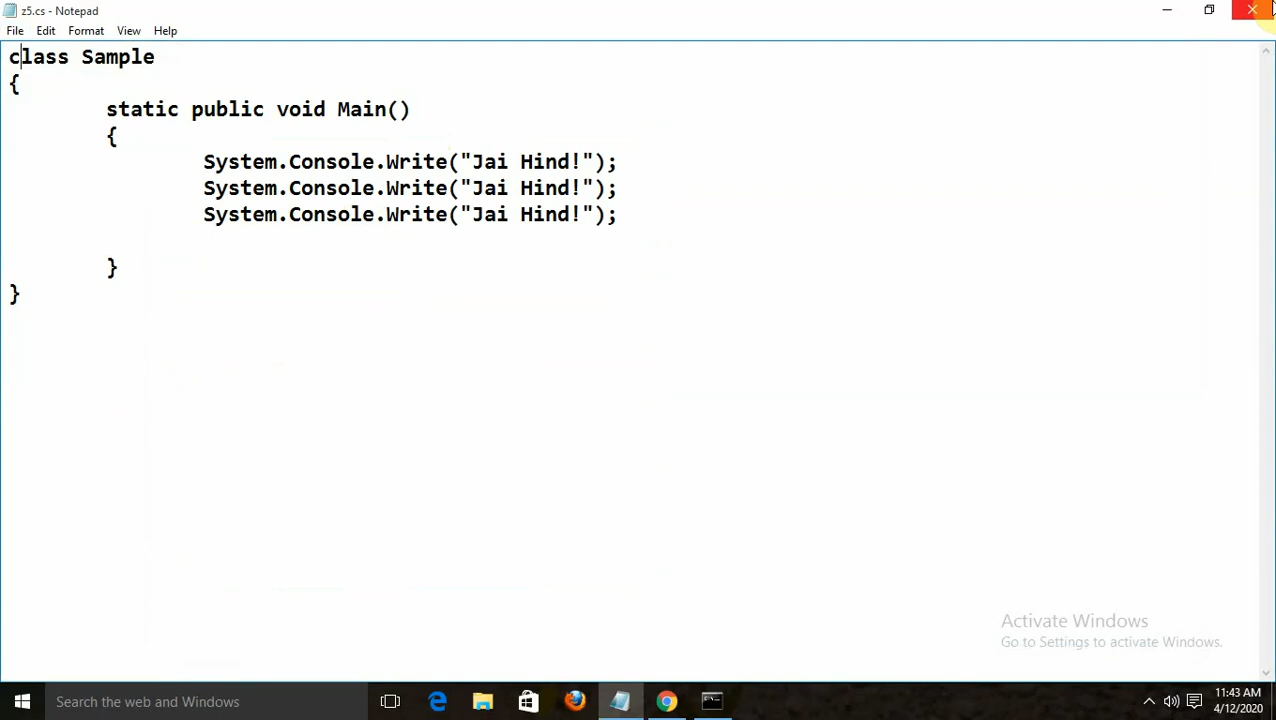 z5.cs - Notepad
File Edit Format View Help
class Sample
{
static public void Main()
{
System.Console.Write("Jai Hind!");
System.Console.Write("Jai Hind!");
System.Console.Write("Jai Hind!");
}
}
Activate Windows
Go to Settings to activate Windows.
Search the web and Windows
11:43 AM
4/12/2020